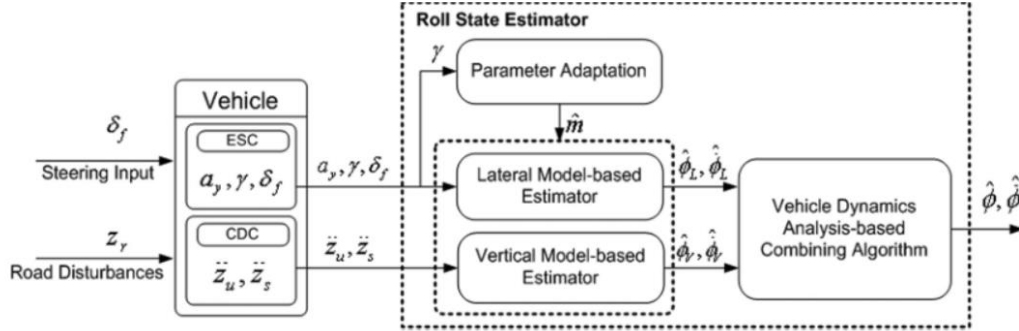 Roll State Estimator
γ
Parameter Adaptation
Vehicle
δ_f
Steering Input
ESC
a_y, γ, δ_f
a_y, γ, δ_f
m̂
Lateral Model-based
Estimator
φ̂_L, φ̇̂_L
Vehicle Dynamics
Analysis-based
Combining Algorithm
φ̂, φ̇̂
z_r
Road Disturbances
CDC
z̈_u, z̈_s
z̈_u, z̈_s
Vertical Model-based
Estimator
φ̂_V, φ̇̂_V